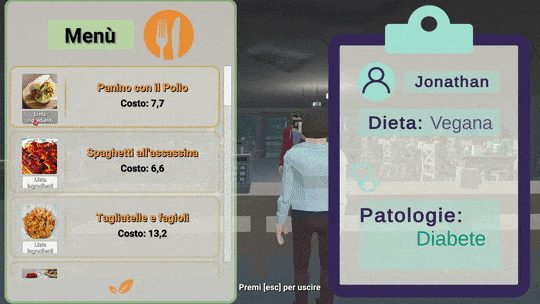 Menù
Panino con il Pollo
Costo: 7,7
Lista
ingredienti
Spaghetti all'assassina
Costo: 6,6
Lista
Ingredienti
Tagliatelle e fagioli
Costo: 13,2
Lista
Ingredienti
Premi [esc] per uscire
Jonathan
Dieta: Vegana
Patologie:
Diabete